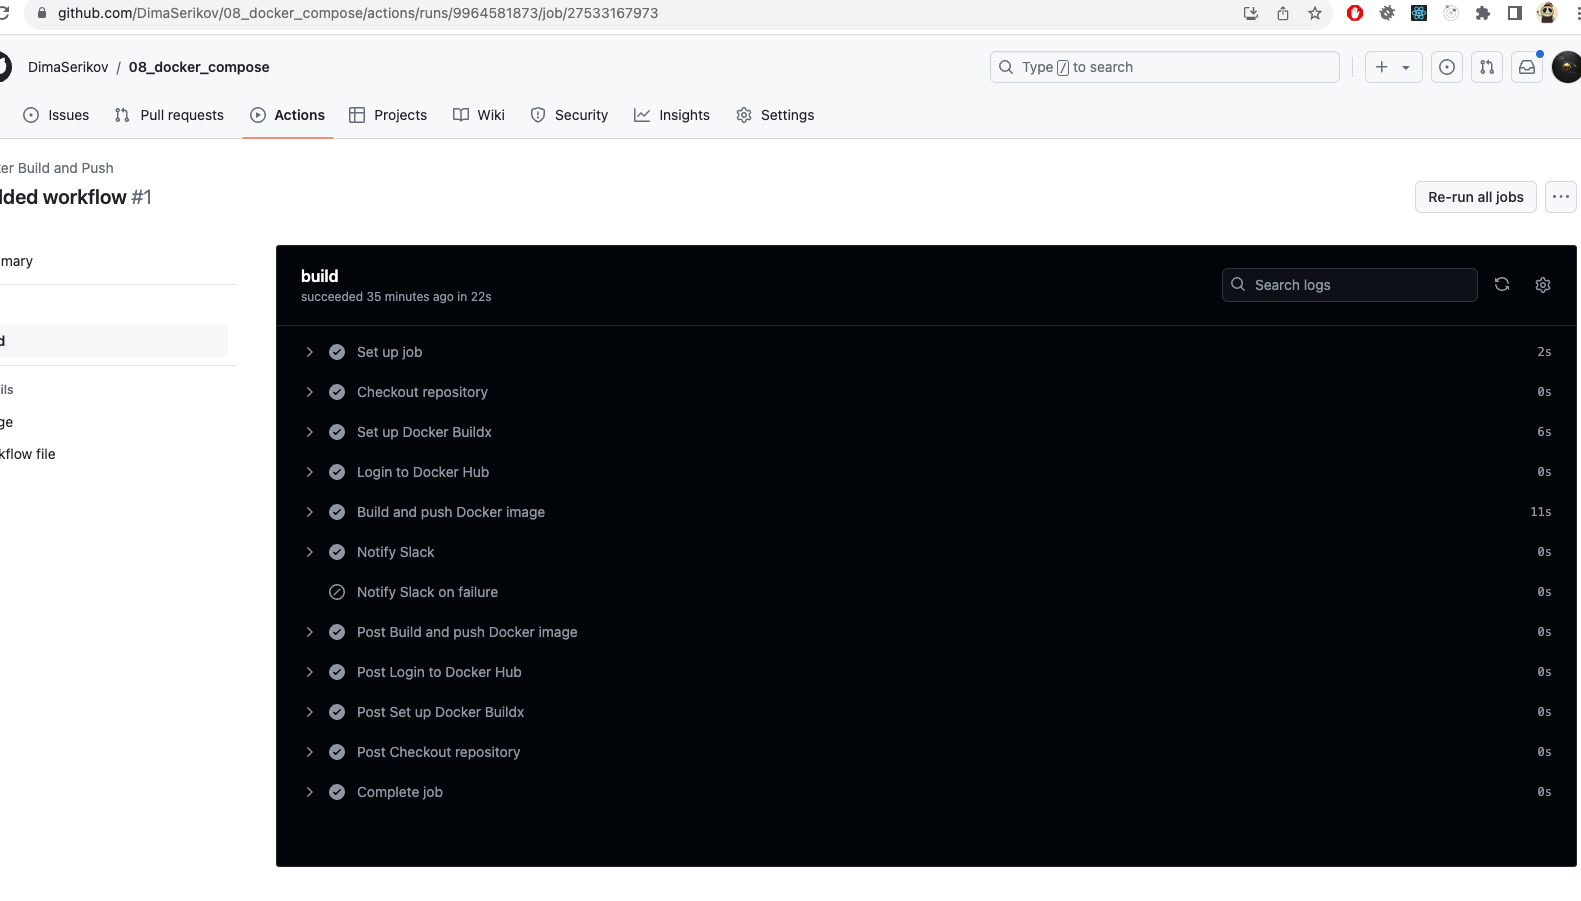 github.com/DimaSerikov/08_docker_compose/actions/runs/9964581873/job/27533167973
DimaSerikov / 08_docker_compose
Type / to search
Issues Pull requests Actions Projects Wiki Security Insights Settings
er Build and Push
dded workflow #1
Re-run all jobs
mary
build
succeeded 35 minutes ago in 22s
Search logs
d
ils
ge
kflow file
Set up job 2s
Checkout repository 0s
Set up Docker Buildx 6s
Login to Docker Hub 0s
Build and push Docker image 11s
Notify Slack 0s
Notify Slack on failure 0s
Post Build and push Docker image 0s
Post Login to Docker Hub 0s
Post Set up Docker Buildx 0s
Post Checkout repository 0s
Complete job 0s